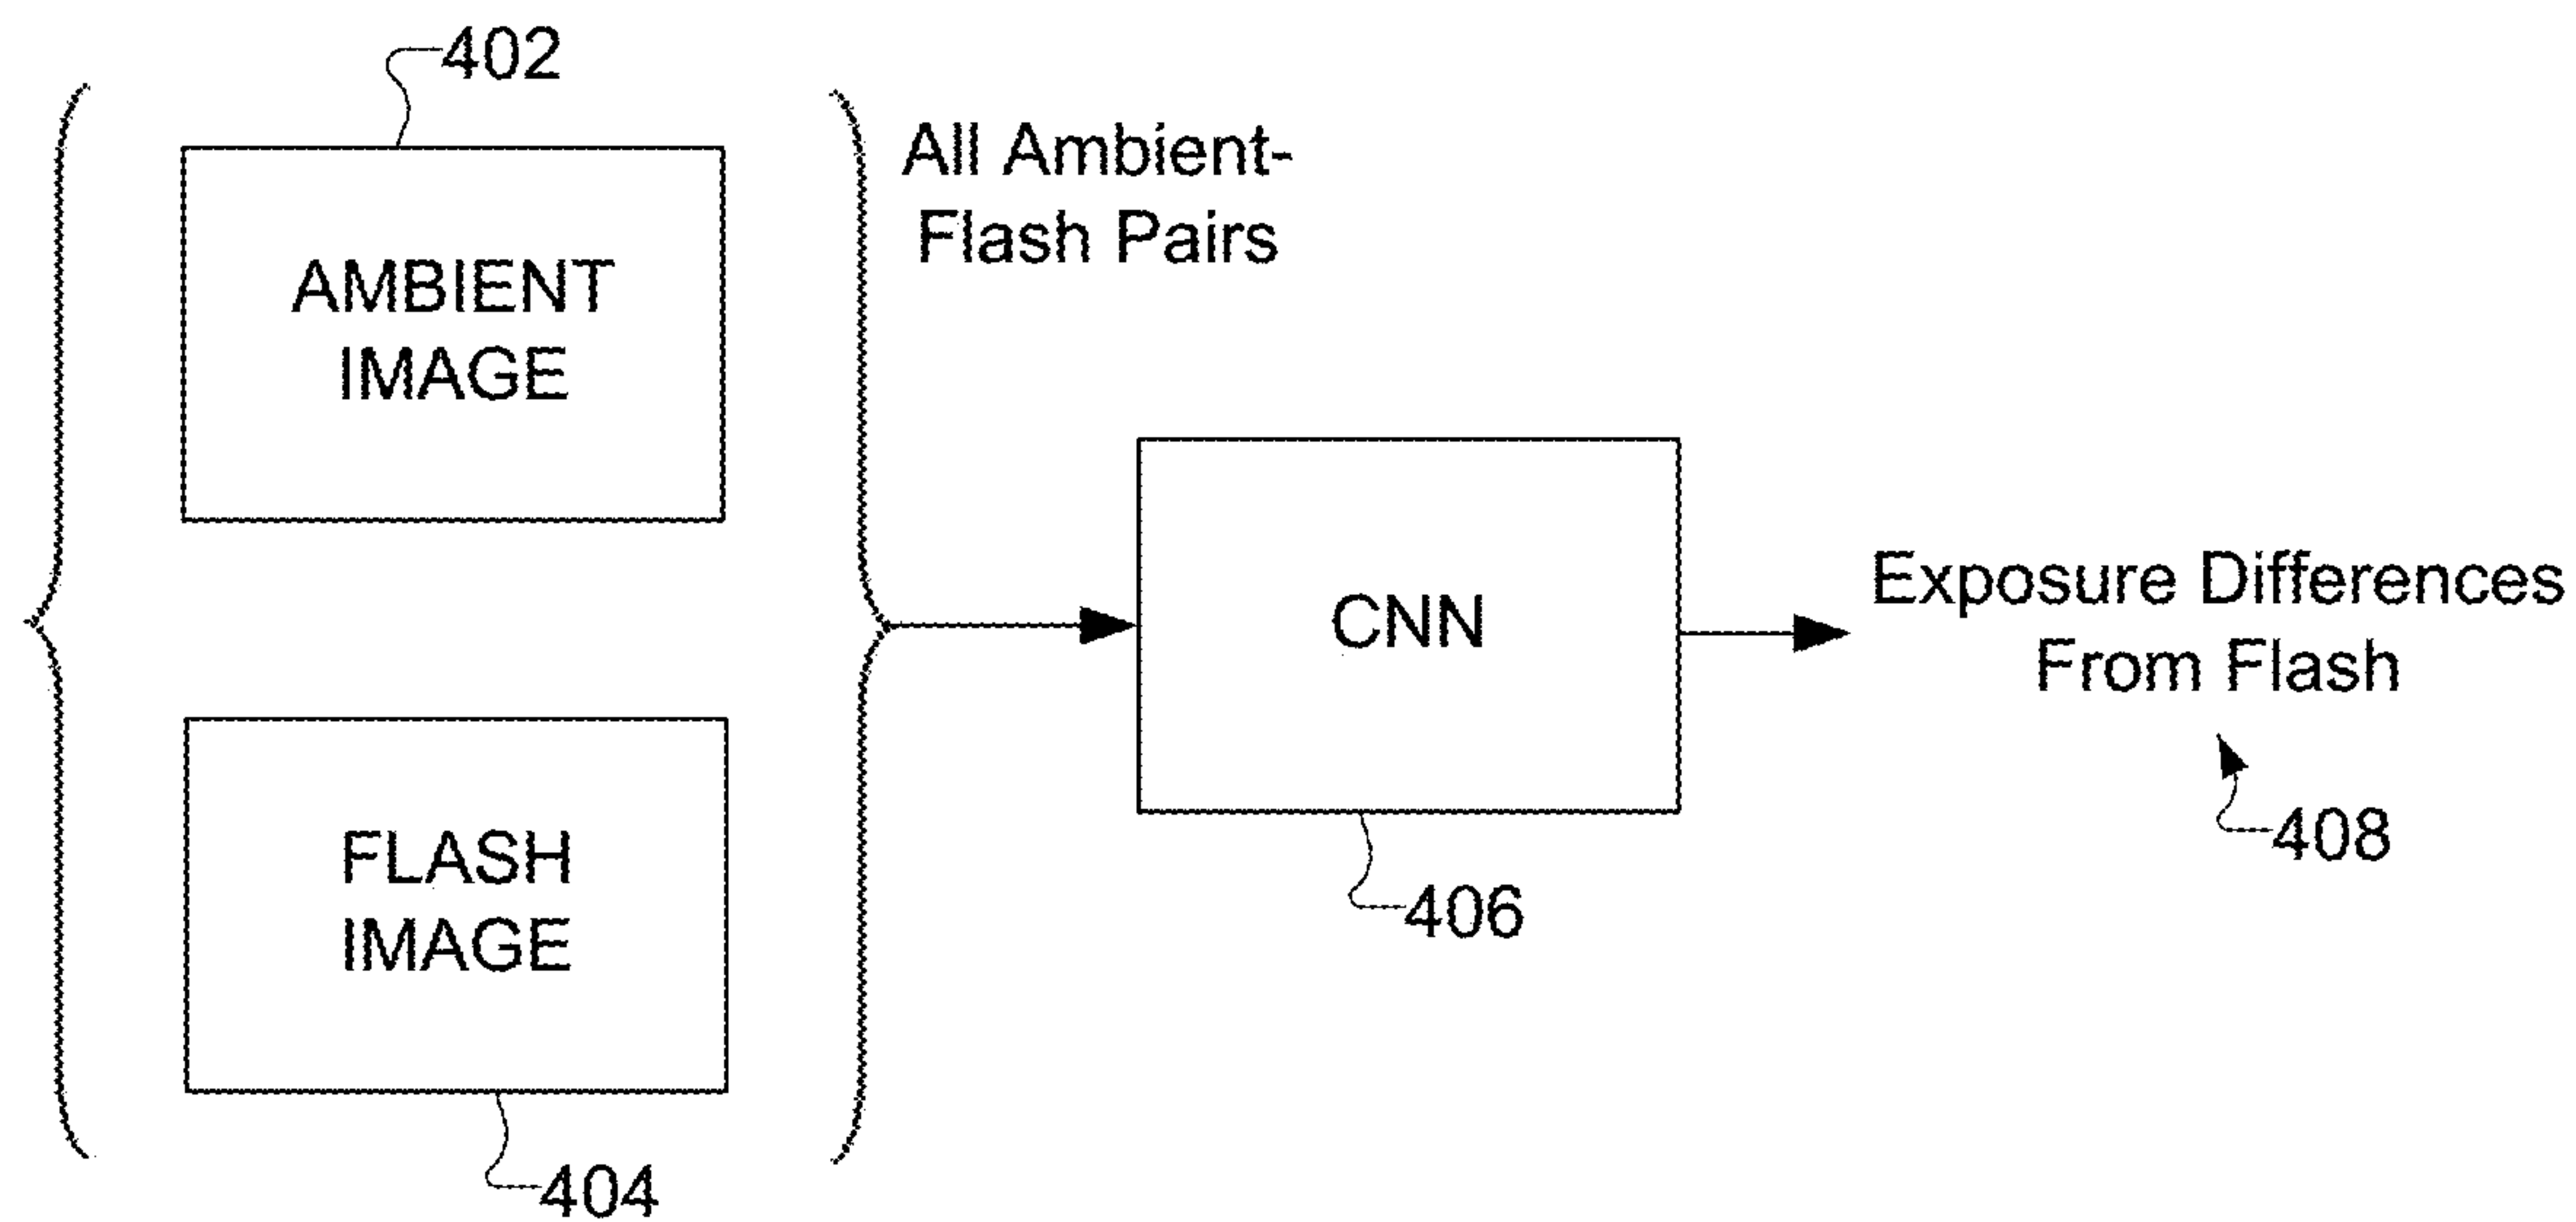 402
AMBIENT
IMAGE
All Ambient-
Flash Pairs
CNN
406
Exposure Differences
From Flash
408
FLASH
IMAGE
404